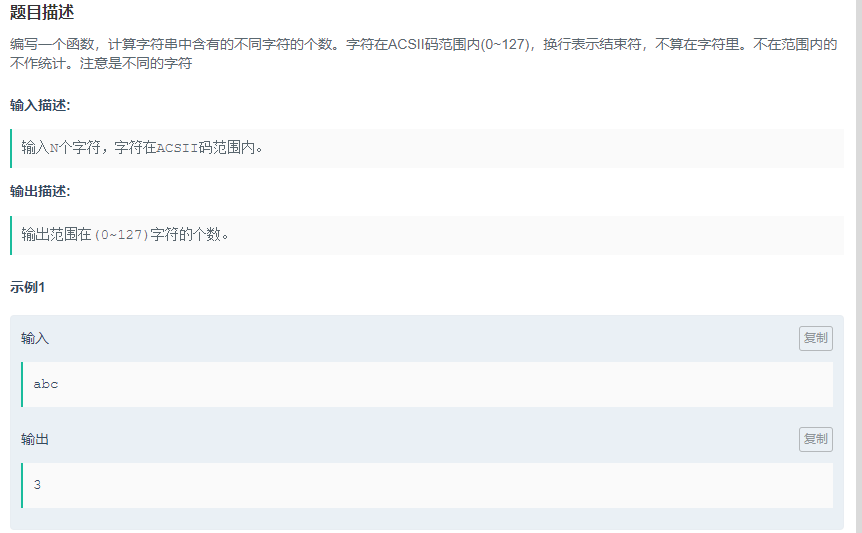 题目描述
编写一个函数，计算字符串中含有的不同字符的个数。字符在ACSII码范围内(0~127)，换行表示结束符，不算在字符里。不在范围内的
不作统计。注意是不同的字符
输入描述:
输入N个字符，字符在ACSII码范围内。
输出描述:
输出范围在(0~127)字符的个数。
示例1
输入
复制
abc
输出
复制
3